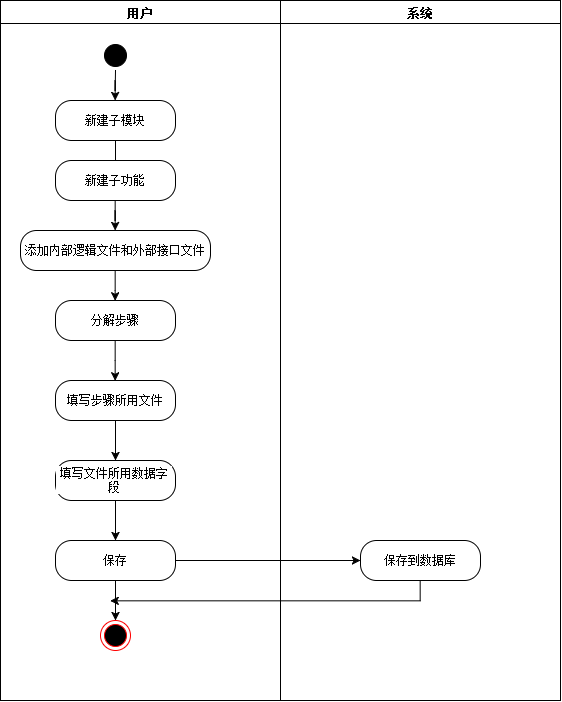 用户
系统
新建子模块
新建子功能
添加内部逻辑文件和外部接口文件
分解步骤
填写步骤所用文件
填写文件所用数据字
段
保存
保存到数据库